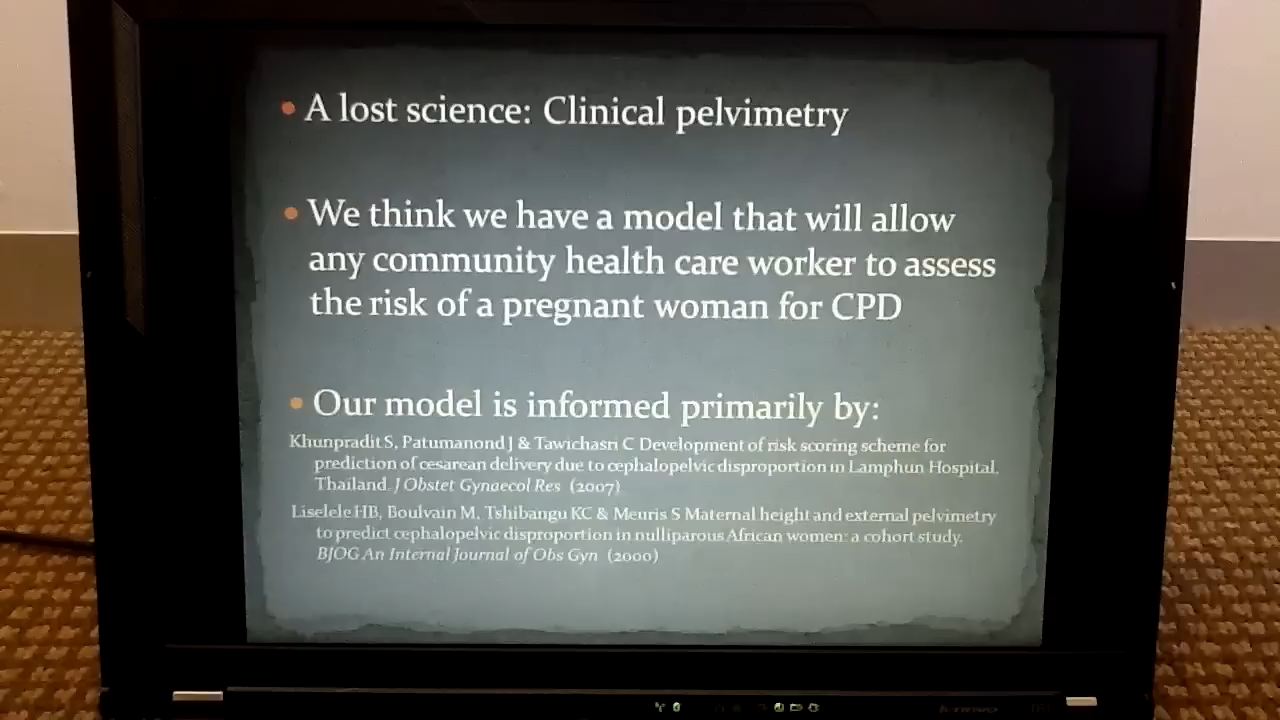 • A lost science: Clinical pelvimetry
• We think we have a model that will allow
any community health care worker to assess
the risk of a pregnant woman for CPD
• Our model is informed primarily by:
Khunpradit S, Patumanond J & Tawichasri C Development of risk scoring scheme for
prediction of cesarean delivery due to cephalopelvic disproportion in Lamphun Hospital,
Thailand. J Obstet Gynaecol Res (2007)
Liselele HB, Boulvain M, Tshibangu KC & Meuris S Maternal height and external pelvimetry
to predict cephalopelvic disproportion in nulliparous African women: a cohort study.
BJOG An Internal Journal of Obs Gyn (2000)
lenovo